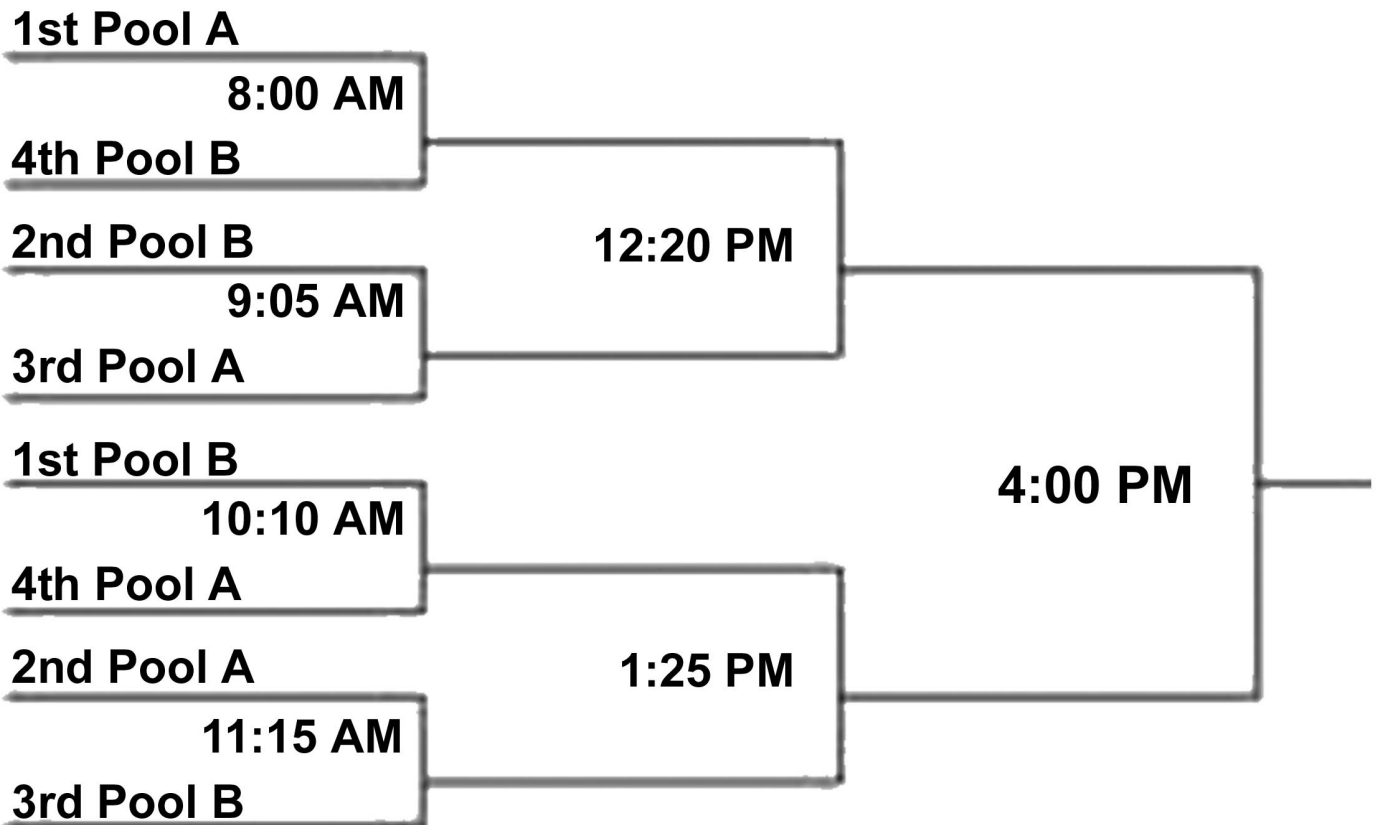 1st Pool A
8:00 AM
4th Pool B
2nd Pool B
12:20 PM
9:05 AM
3rd Pool A
1st Pool B
4:00 PM
10:10 AM
4th Pool A
2nd Pool A
1:25 PM
11:15 AM
3rd Pool B